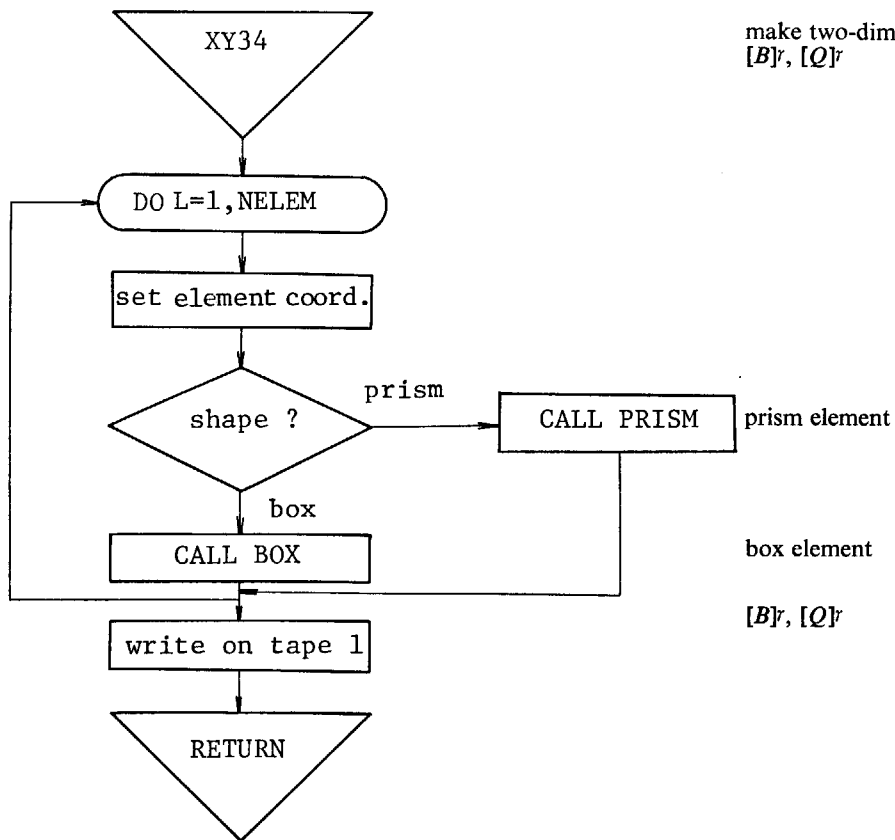 XY34
make two-dim
[B]r, [Q]r
DO L=1,NELEM
set element coord.
shape ?
prism
CALL PRISM
prism element
box
CALL BOX
box element
[B]r, [Q]r
write on tape 1
RETURN